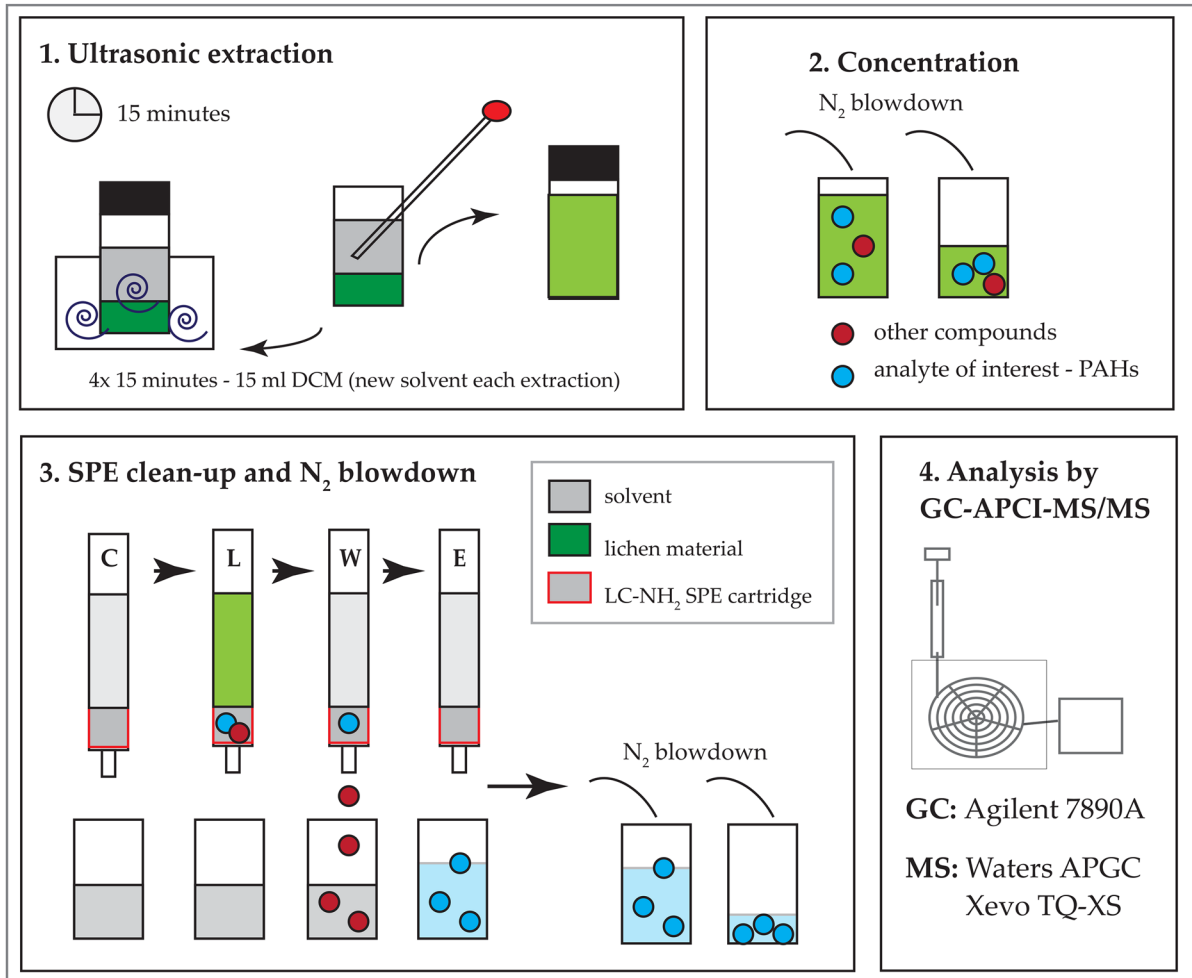 1. Ultrasonic extraction
15 minutes
4x 15 minutes - 15 ml DCM (new solvent each extraction)
2. Concentration
N₂ blowdown
other compounds
analyte of interest - PAHs
3. SPE clean-up and N₂ blowdown
solvent
lichen material
LC-NH₂ SPE cartridge
C
L
W
E
N₂ blowdown
4. Analysis by
GC-APCI-MS/MS
GC: Agilent 7890A
MS: Waters APGC
Xevo TQ-XS